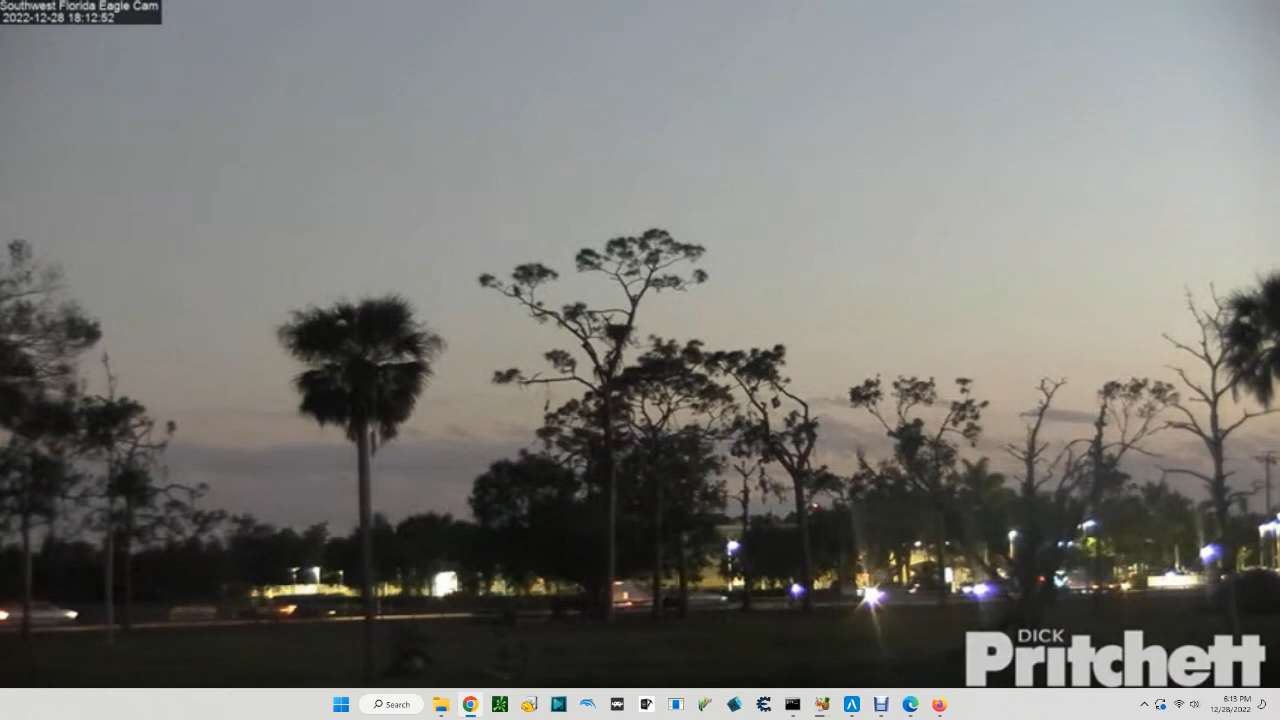 Southwest Florida Eagle Cam
2022-12-28 18:12:52
DICK
Pritchett
Search
6:13 PM
12/28/2022